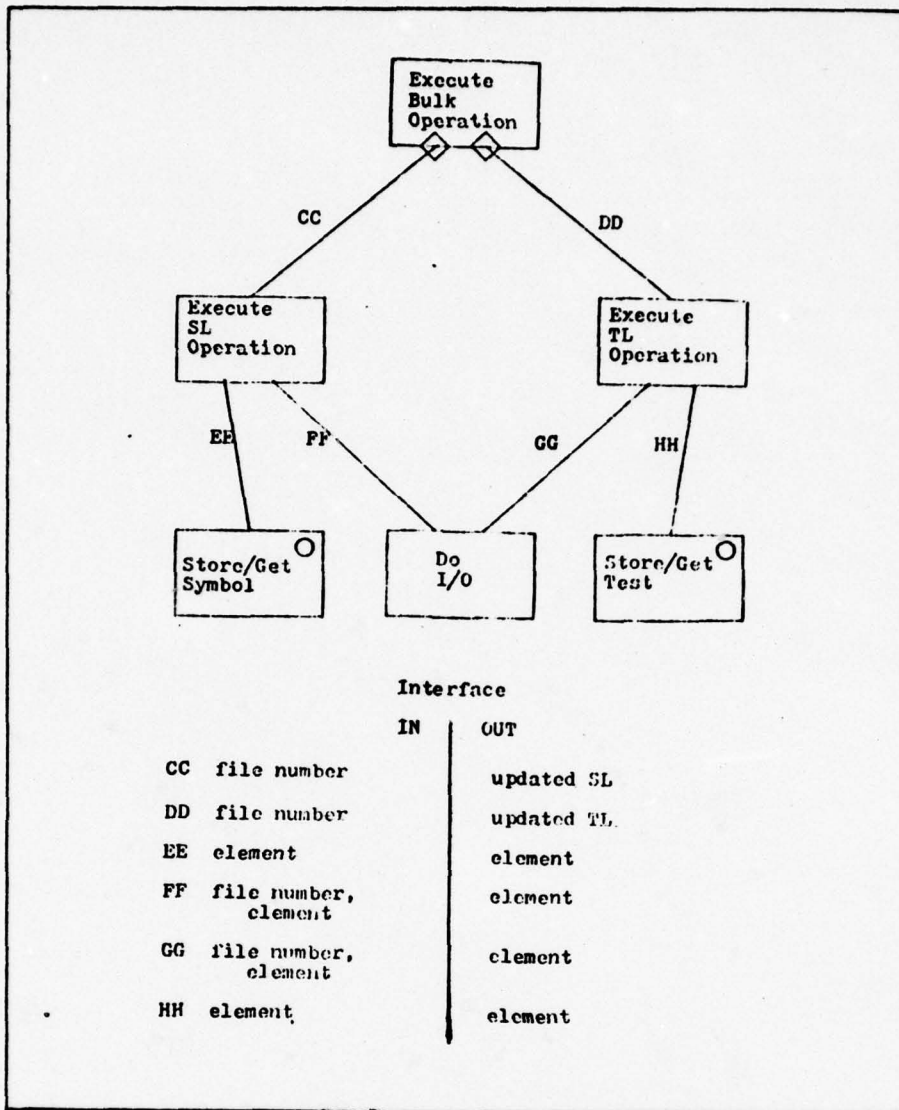 Execute
Bulk
Operation
CC
DD
Execute
SL
Operation
Execute
TL
Operation
EE
FF
GG
HH
Store/Get
Symbol
Do
I/O
Store/Get
Test
Interface
IN OUT
CC file number updated SL
DD file number updated TL
EE element element
FF file number, element
element
GG file number, element
element
HH element element